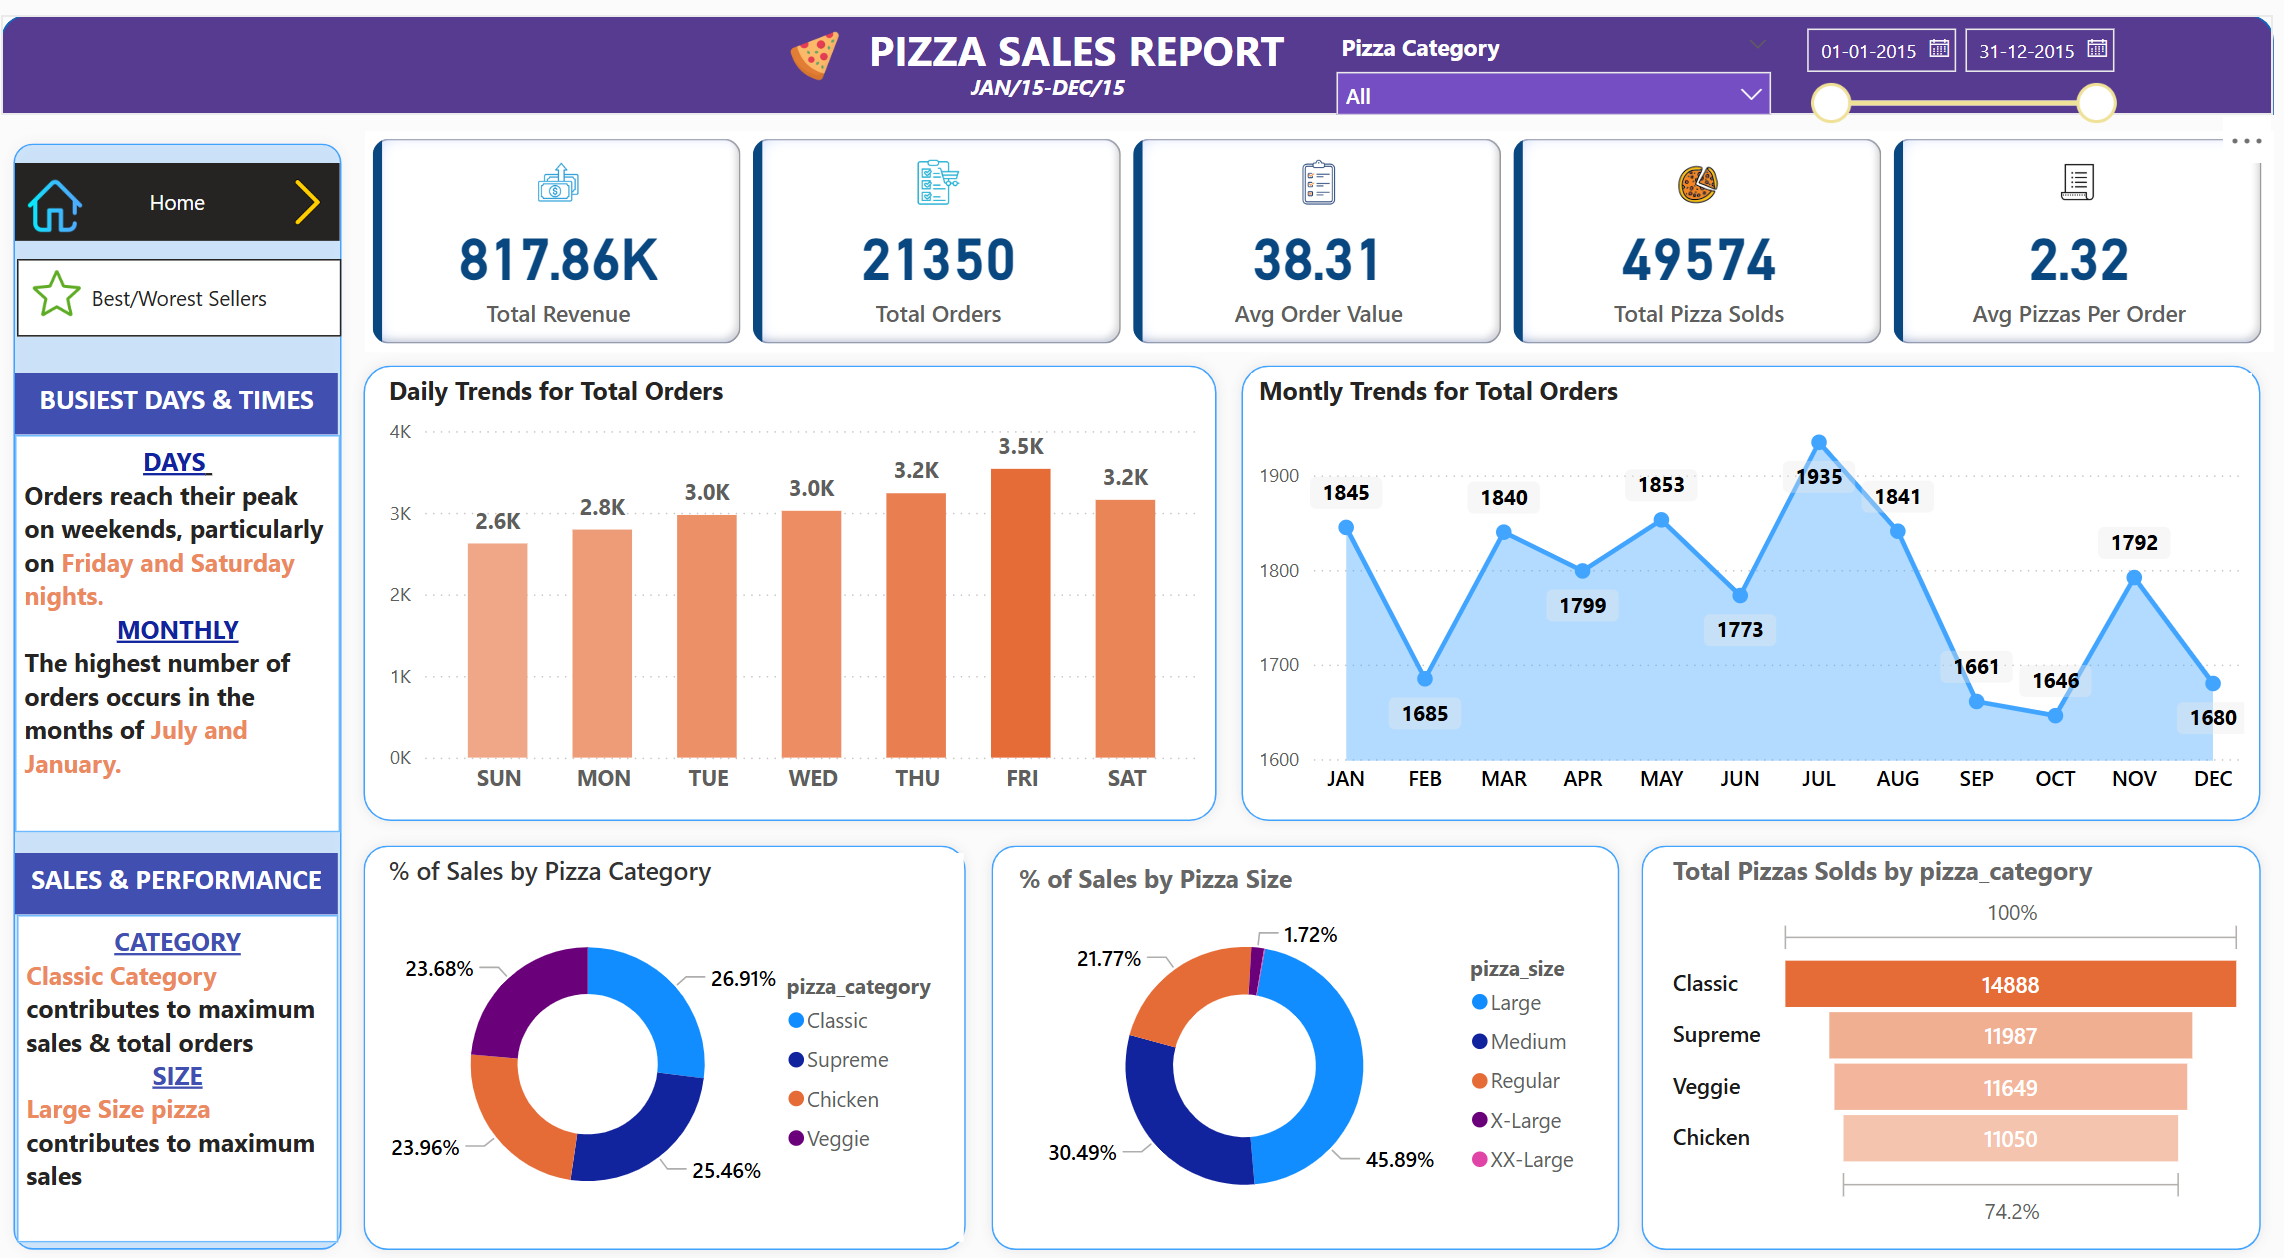 PIZZA SALES REPORT
JAN/15-DEC/15
Pizza Category
All
01-01-2015
31-12-2015
Home
Best/Worest Sellers
BUSIEST DAYS & TIMES
DAYS
Orders reach their peak
on weekends, particularly
on Friday and Saturday
nights.
MONTHLY
The highest number of
orders occurs in the
months of July and
January.
SALES & PERFORMANCE
CATEGORY
Classic Category
contributes to maximum
sales & total orders
SIZE
Large Size pizza
contributes to maximum
sales
817.86K
Total Revenue
21350
Total Orders
38.31
Avg Order Value
49574
Total Pizza Solds
2.32
Avg Pizzas Per Order
Daily Trends for Total Orders
4K
3K
2K
1K
0K
2.6K
2.8K
3.0K
3.0K
3.2K
3.5K
3.2K
SUN
MON
TUE
WED
THU
FRI
SAT
Montly Trends for Total Orders
1900
1800
1700
1600
1845
1685
1840
1799
1853
1773
1935
1841
1661
1646
1792
1680
JAN
FEB
MAR
APR
MAY
JUN
JUL
AUG
SEP
OCT
NOV
DEC
% of Sales by Pizza Category
23.68%
26.91%
23.96%
25.46%
pizza_category
Classic
Supreme
Chicken
Veggie
% of Sales by Pizza Size
1.72%
21.77%
30.49%
45.89%
pizza_size
Large
Medium
Regular
X-Large
XX-Large
Total Pizzas Solds by pizza_category
100%
Classic
14888
Supreme
11987
Veggie
11649
Chicken
11050
74.2%